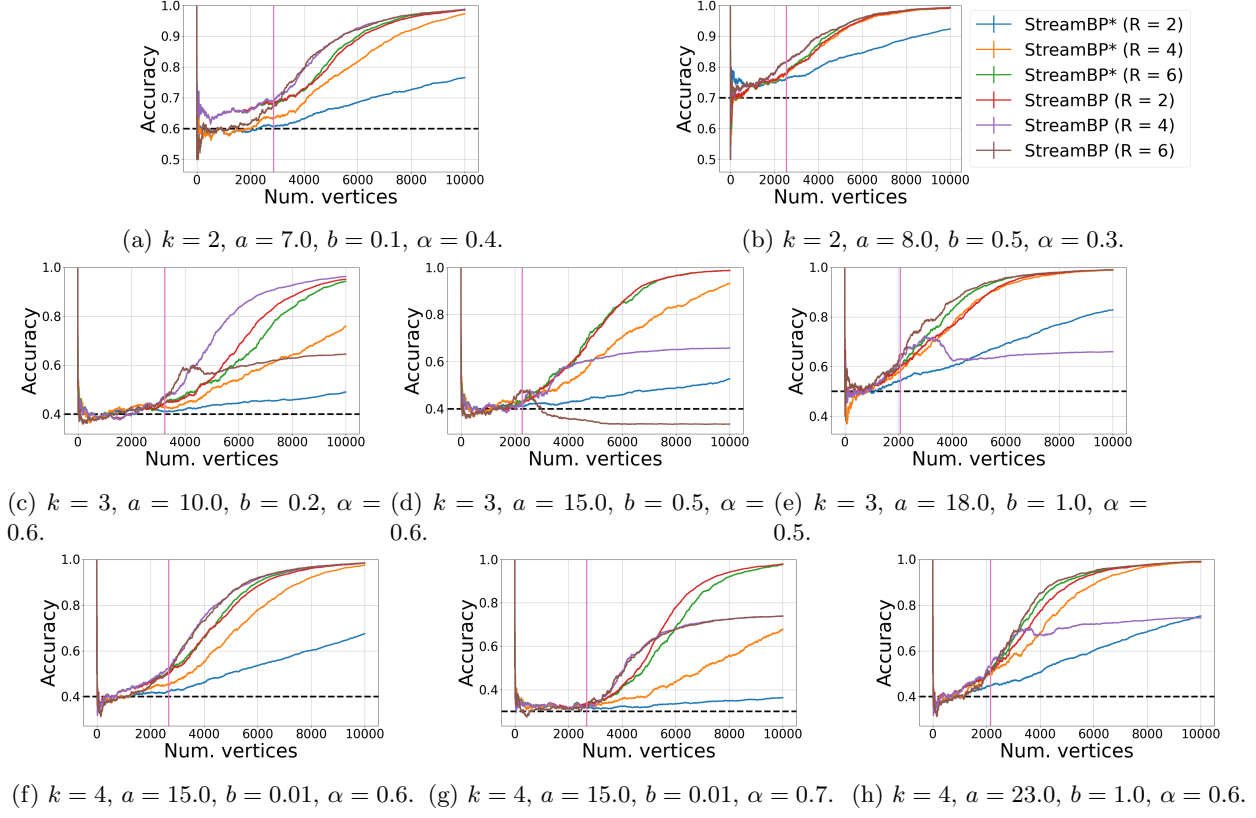 1.0
0.9
0.8
0.7
0.6
0.5
Accuracy
0 2000 4000 6000 8000 10000
Num. vertices
(a) k = 2, a = 7.0, b = 0.1, α = 0.4.
1.0
0.9
0.8
0.7
0.6
0.5
Accuracy
0 2000 4000 6000 8000 10000
Num. vertices
(b) k = 2, a = 8.0, b = 0.5, α = 0.3.
StreamBP* (R = 2)
StreamBP* (R = 4)
StreamBP* (R = 6)
StreamBP (R = 2)
StreamBP (R = 4)
StreamBP (R = 6)
1.0
0.8
0.6
0.4
Accuracy
0 2000 4000 6000 8000 10000
Num. vertices
(c) k = 3, a = 10.0, b = 0.2, α =
0.6.
1.0
0.8
0.6
0.4
Accuracy
0 2000 4000 6000 8000 10000
Num. vertices
(d) k = 3, a = 15.0, b = 0.5, α =
0.6.
1.0
0.8
0.6
0.4
Accuracy
0 2000 4000 6000 8000 10000
Num. vertices
(e) k = 3, a = 18.0, b = 1.0, α =
0.5.
1.0
0.8
0.6
0.4
Accuracy
0 2000 4000 6000 8000 10000
Num. vertices
(f) k = 4, a = 15.0, b = 0.01, α = 0.6.
1.0
0.8
0.6
0.4
Accuracy
0 2000 4000 6000 8000 10000
Num. vertices
(g) k = 4, a = 15.0, b = 0.01, α = 0.7.
1.0
0.8
0.6
0.4
Accuracy
0 2000 4000 6000 8000 10000
Num. vertices
(h) k = 4, a = 23.0, b = 1.0, α = 0.6.